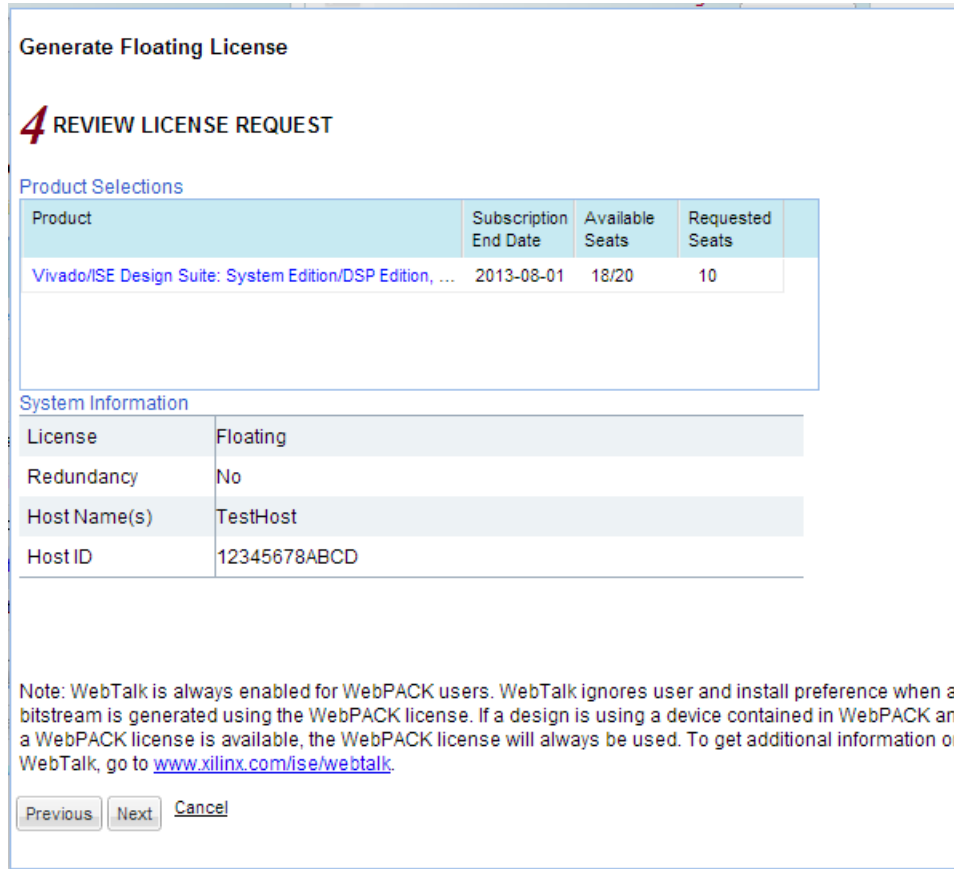 Generate Floating License
4 REVIEW LICENSE REQUEST
Product Selections
Product Subscription End Date Available Seats Requested Seats
Vivado/ISE Design Suite: System Edition/DSP Edition, ... 2013-08-01 18/20 10
System Information
License Floating
Redundancy No
Host Name(s) TestHost
Host ID 12345678ABCD
Note: WebTalk is always enabled for WebPACK users. WebTalk ignores user and install preference when a
bitstream is generated using the WebPACK license. If a design is using a device contained in WebPACK an
a WebPACK license is available, the WebPACK license will always be used. To get additional information o
WebTalk, go to www.xilinx.com/ise/webtalk.
Previous Next Cancel